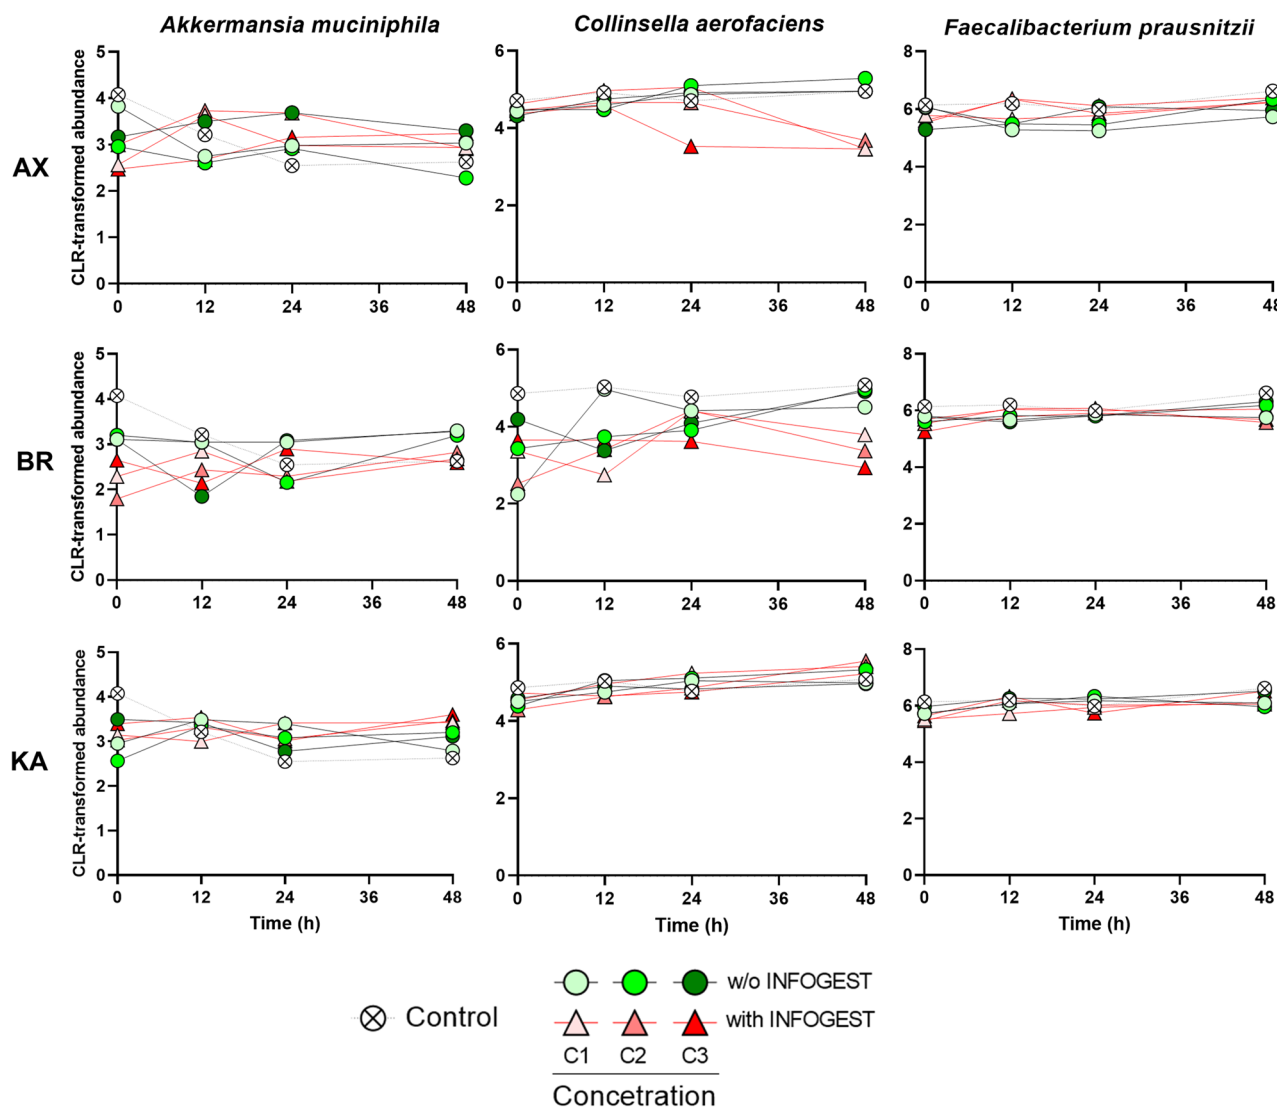 Akkermansia muciniphila
Collinsella aerofaciens
Faecalibacterium prausnitzii
AX
CLR-transformed abundance
5
4
3
2
1
0
0 12 24 36 48
6
4
2
0
0 12 24 36 48
8
6
4
2
0
0 12 24 36 48
BR
CLR-transformed abundance
5
4
3
2
1
0
0 12 24 36 48
6
4
2
0
0 12 24 36 48
8
6
4
2
0
0 12 24 36 48
KA
CLR-transformed abundance
5
4
3
2
1
0
0 12 24 36 48
Time (h)
6
4
2
0
0 12 24 36 48
Time (h)
8
6
4
2
0
0 12 24 36 48
Time (h)
Control
w/o INFOGEST
with INFOGEST
C1 C2 C3
Concetration